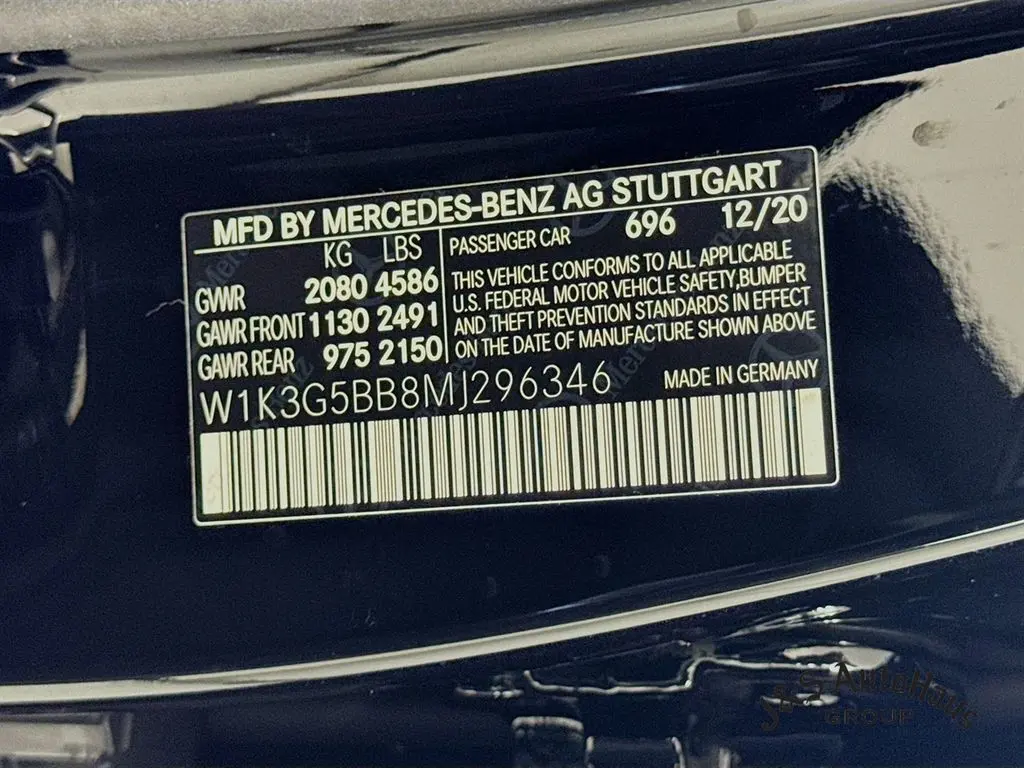 MFD BY MERCEDES-BENZ AG STUTTGART
KG LBS
GVWR 2080 4586
GAWR FRONT 1130 2491
GAWR REAR 975 2150
PASSENGER CAR 696 12/20
THIS VEHICLE CONFORMS TO ALL APPLICABLE
U.S. FEDERAL MOTOR VEHICLE SAFETY,BUMPER
AND THEFT PREVENTION STANDARDS IN EFFECT
ON THE DATE OF MANUFACTURE SHOWN ABOVE
W1K3G5BB8MJ296346
MADE IN GERMANY
S&S AutoHaus
GROUP